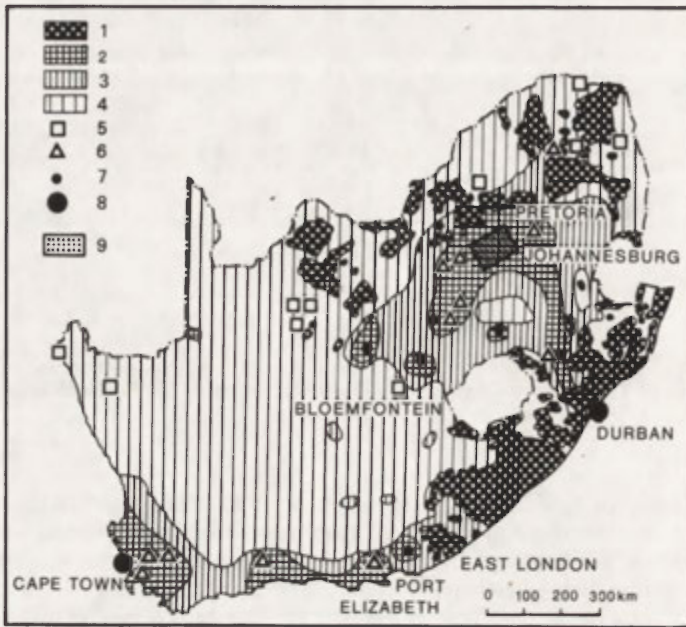 1
2
3
4
5
6
7
8
9
PRETORIA
JOHANNESBURG
BLOEMFONTEIN
DURBAN
EAST LONDON
CAPE TOWN
PORT
ELIZABETH
0 100 200 300km